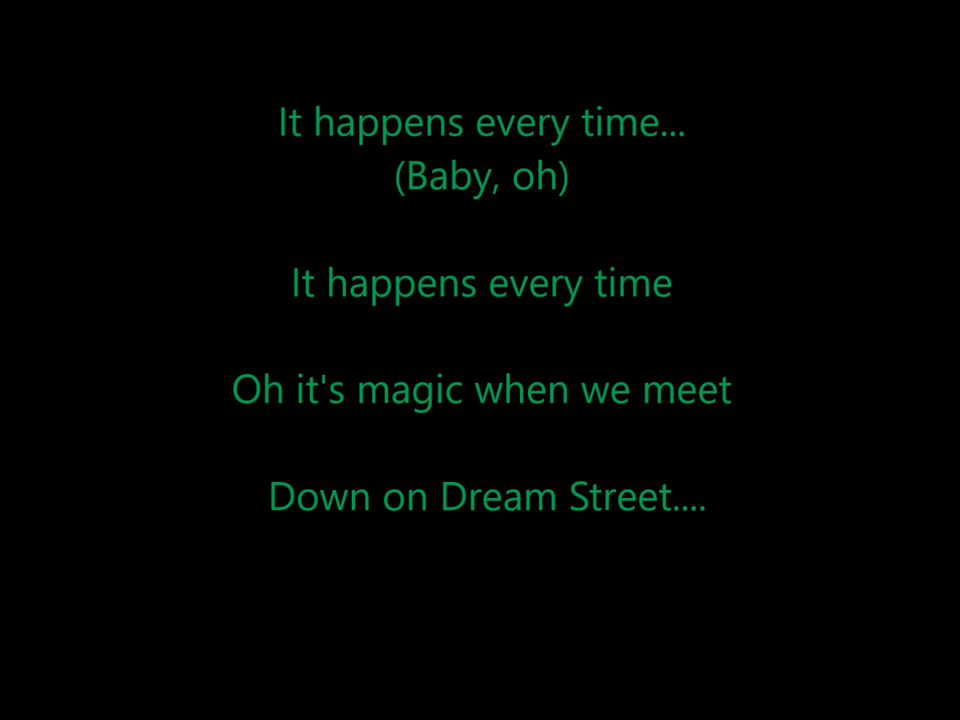 It happens every time...
(Baby, oh)
It happens every time
Oh it's magic when we meet
Down on Dream Street....